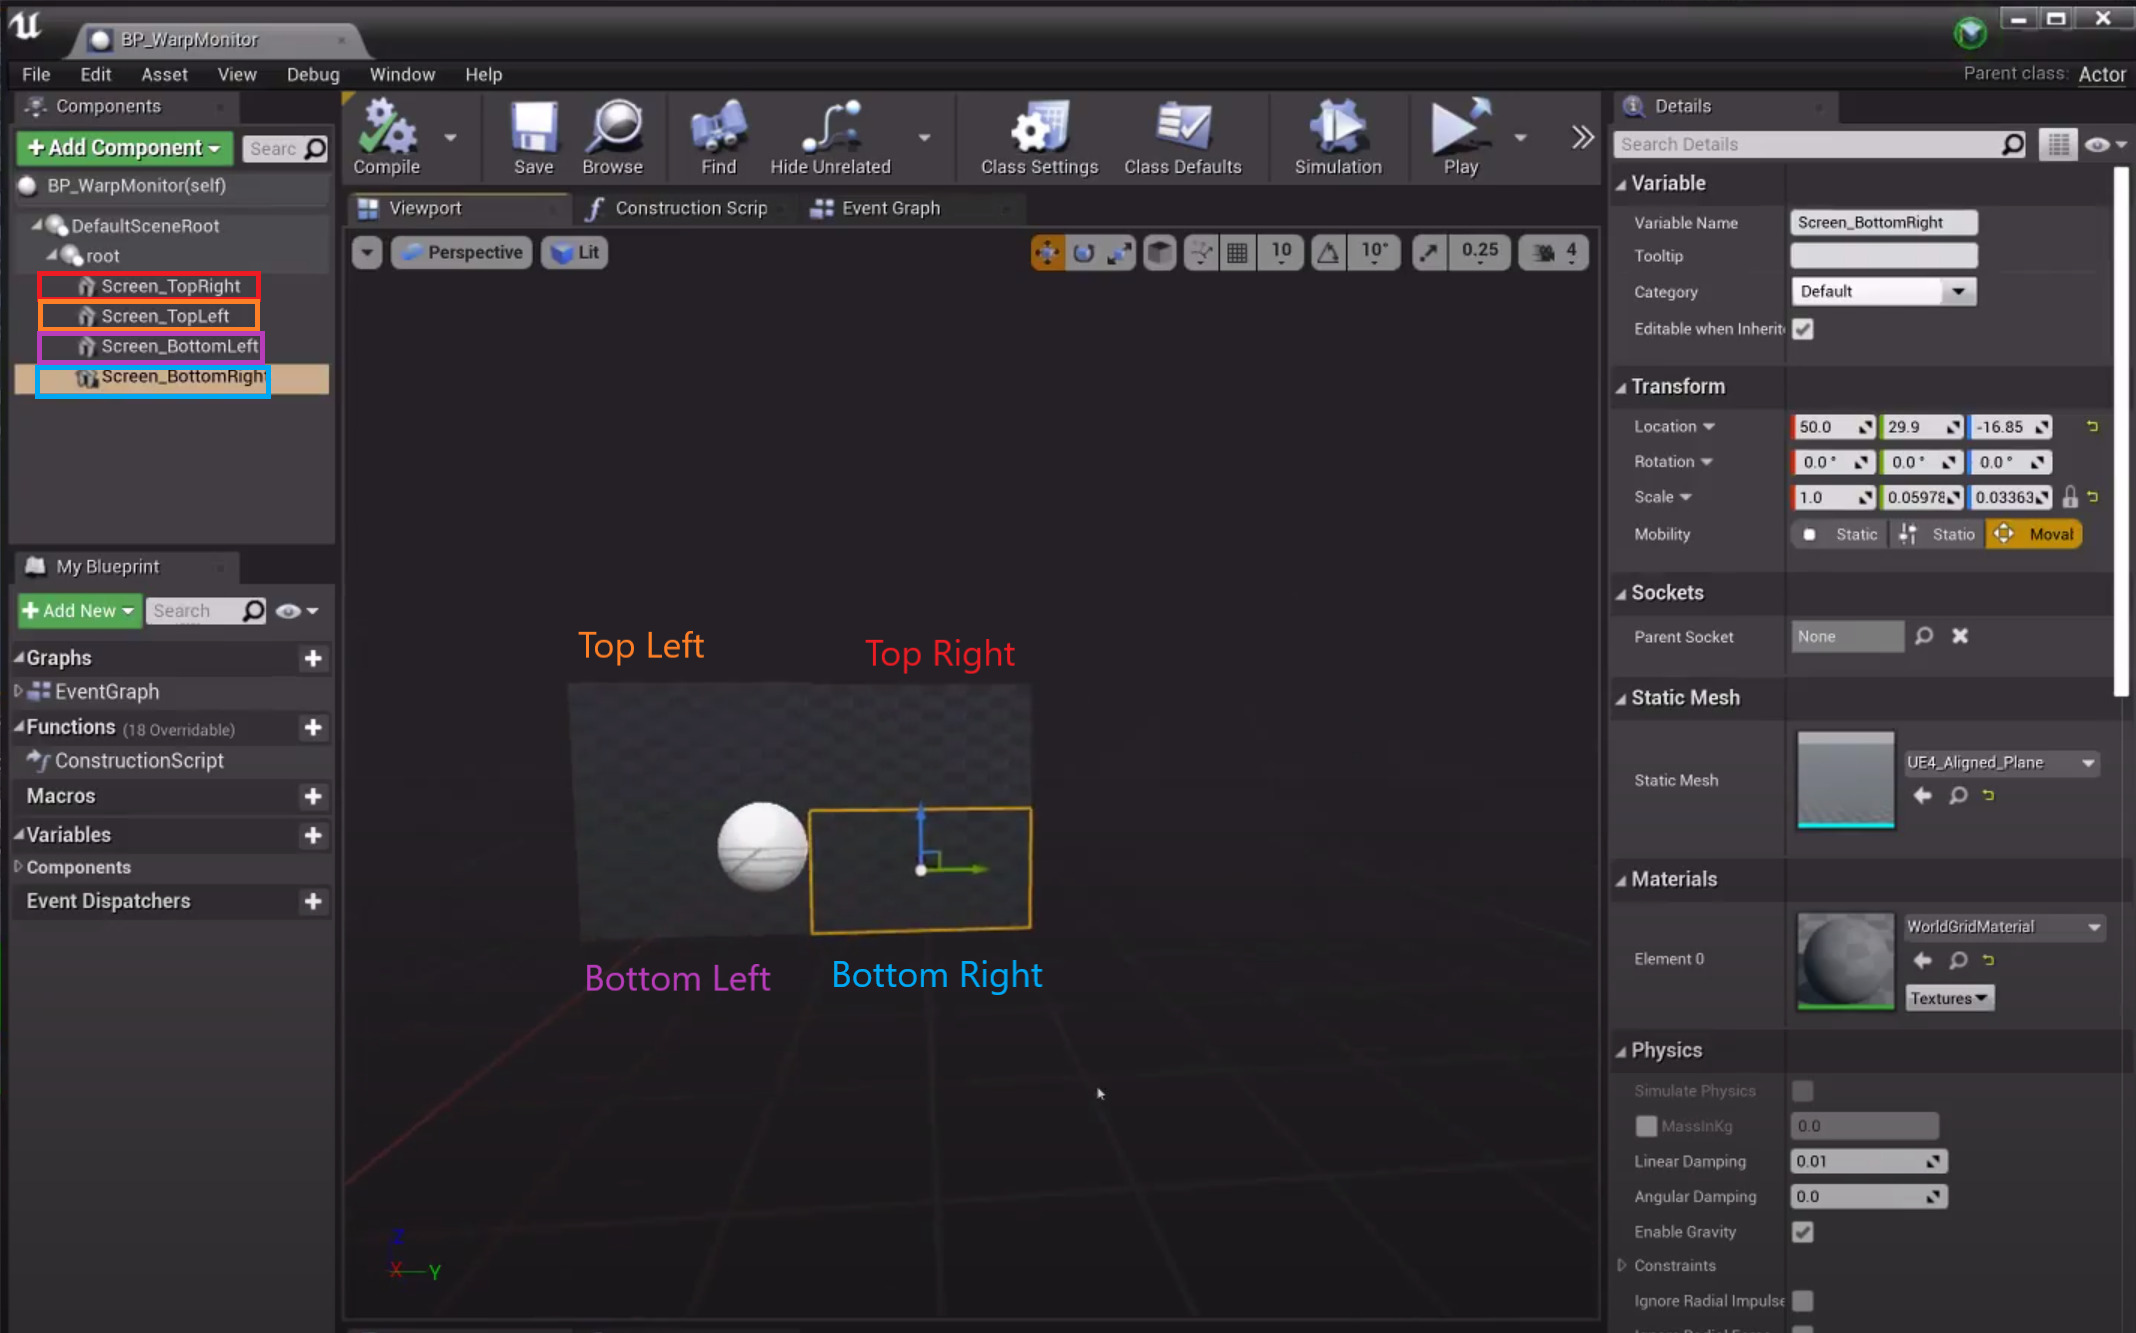 BP_WarpMonitor
File Edit Asset View Debug Window Help
Parent class: Actor
Components
+Add Component
Searc
BP_WarpMonitor(self)
DefaultSceneRoot
root
Screen_TopRight
Screen_TopLeft
Screen_BottomLeft
Screen_BottomRight
My Blueprint
+Add New
Search
Graphs
EventGraph
Functions (18 Overridable)
ConstructionScript
Macros
Variables
Components
Event Dispatchers
Compile Save Browse Find Hide Unrelated Class Settings Class Defaults Simulation Play
Viewport Construction Scrip Event Graph
Perspective Lit 10 10° 0.25 4
Top Left
Top Right
Bottom Left
Bottom Right
Z
X Y
Details
Search Details
Variable
Variable Name Screen_BottomRight
Tooltip
Category Default
Editable when Inherite
Transform
Location 50.0 29.9 -16.85
Rotation 0.0° 0.0° 0.0°
Scale 1.0 0.05978 0.03363
Mobility Static Statio Moval
Sockets
Parent Socket None
Static Mesh
Static Mesh UE4_Aligned_Plane
Materials
Element 0 WorldGridMaterial
Textures
Physics
Simulate Physics
MassInKg 0.0
Linear Damping 0.01
Angular Damping 0.0
Enable Gravity
Constraints
Ignore Radial Impulse